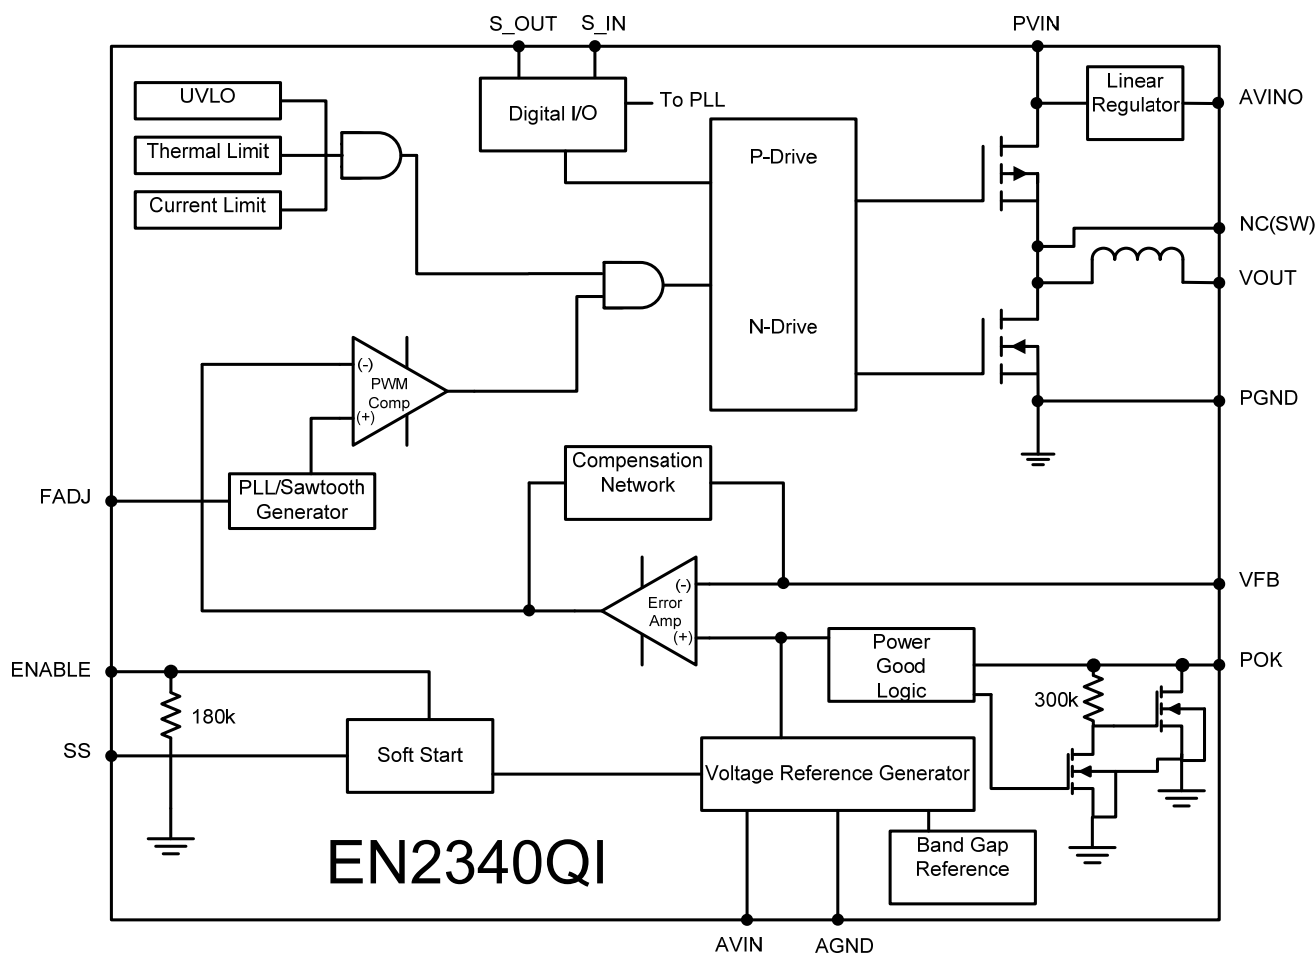 S_OUT
S_IN
PVIN
UVLO
Thermal Limit
Current Limit
Digital I/O
To PLL
Linear
Regulator
AVINO
P-Drive
N-Drive
NC(SW)
VOUT
PGND
(-)
PWM
Comp
(+)
FADJ
PLL/Sawtooth
Generator
Compensation
Network
(-)
Error
Amp
(+)
VFB
Power
Good
Logic
POK
300k
ENABLE
180k
SS
Soft Start
Voltage Reference Generator
Band Gap
Reference
EN2340QI
AVIN
AGND